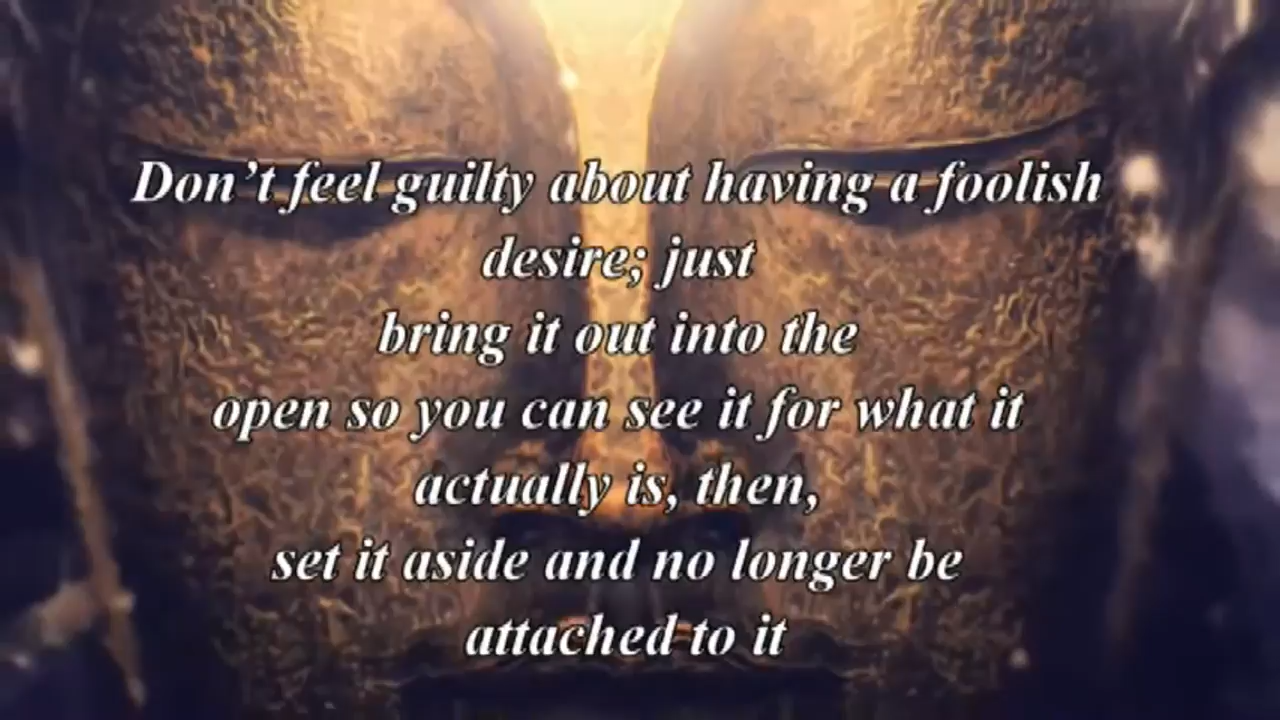 Don’t feel guilty about having a foolish
desire; just
bring it out into the
open so you can see it for what it
actually is, then,
set it aside and no longer be
attached to it